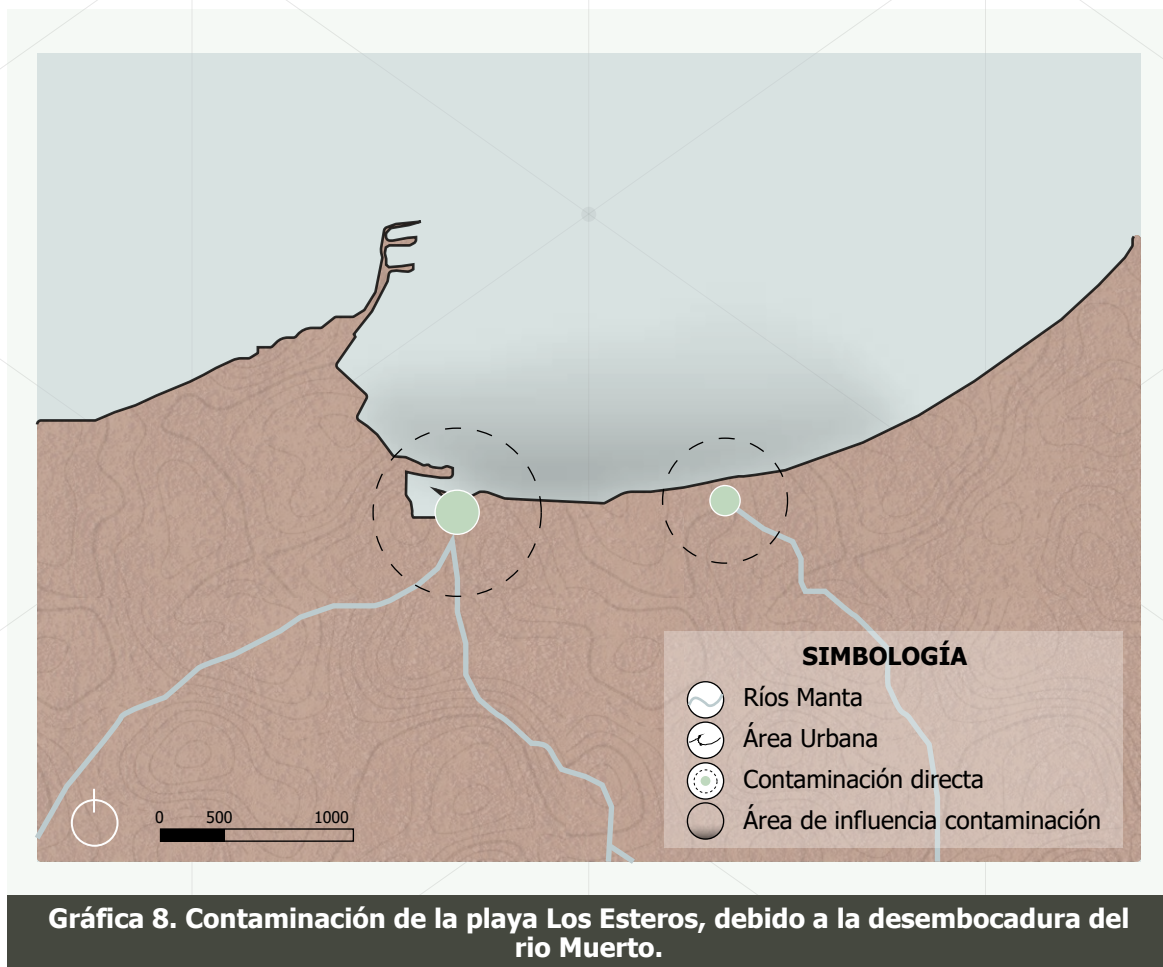 SIMBOLOGÍA
Ríos Manta
Área Urbana
Contaminación directa
Área de influencia contaminación
0 500 1000
Gráfica 8. Contaminación de la playa Los Esteros, debido a la desembocadura del
rio Muerto.